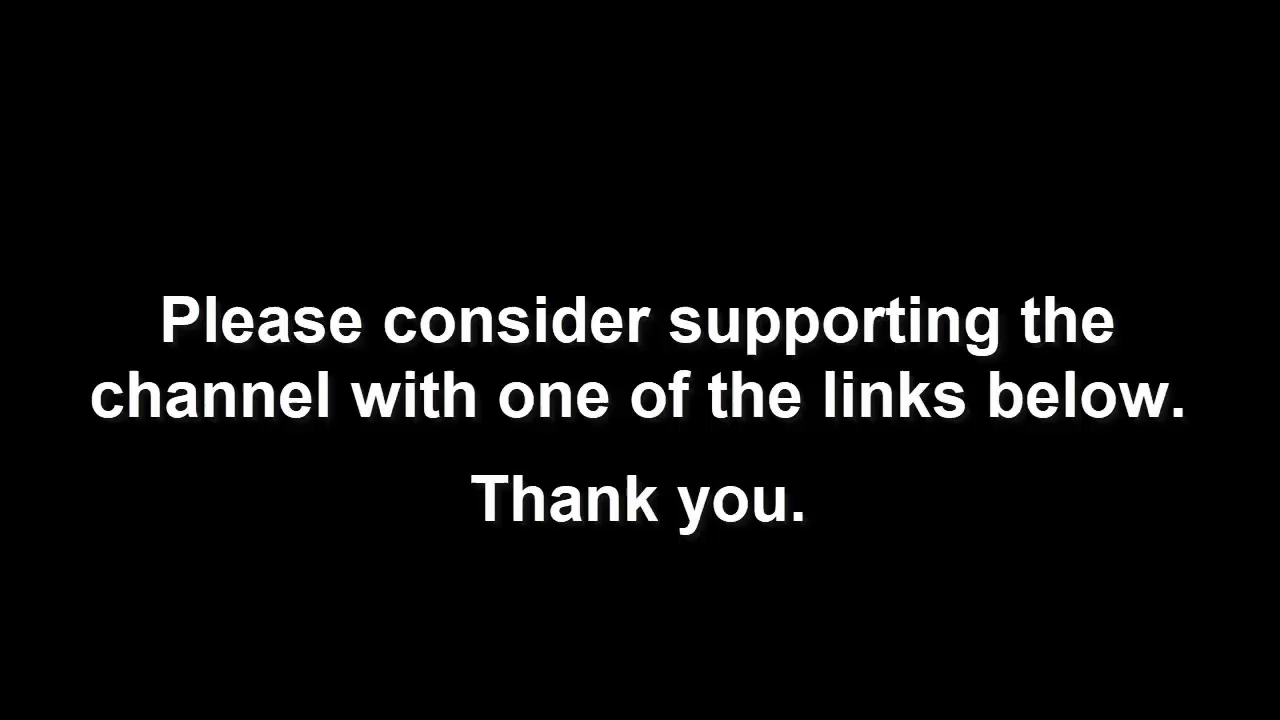 Please consider supporting the
channel with one of the links below.
Thank you.